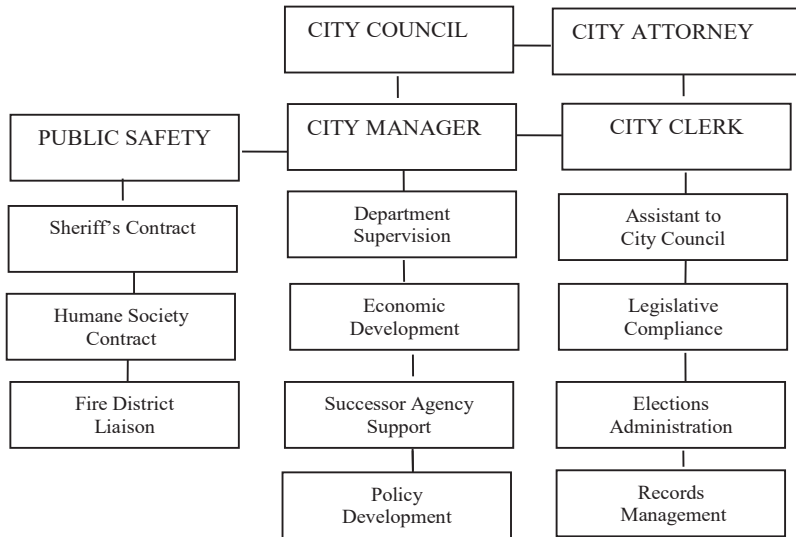 CITY COUNCIL
CITY ATTORNEY
PUBLIC SAFETY
CITY MANAGER
CITY CLERK
Sheriff’s Contract
Department
Supervision
Assistant to
City Council
Humane Society
Contract
Economic
Development
Legislative
Compliance
Fire District
Liaison
Successor Agency
Support
Elections
Administration
Policy
Development
Records
Management